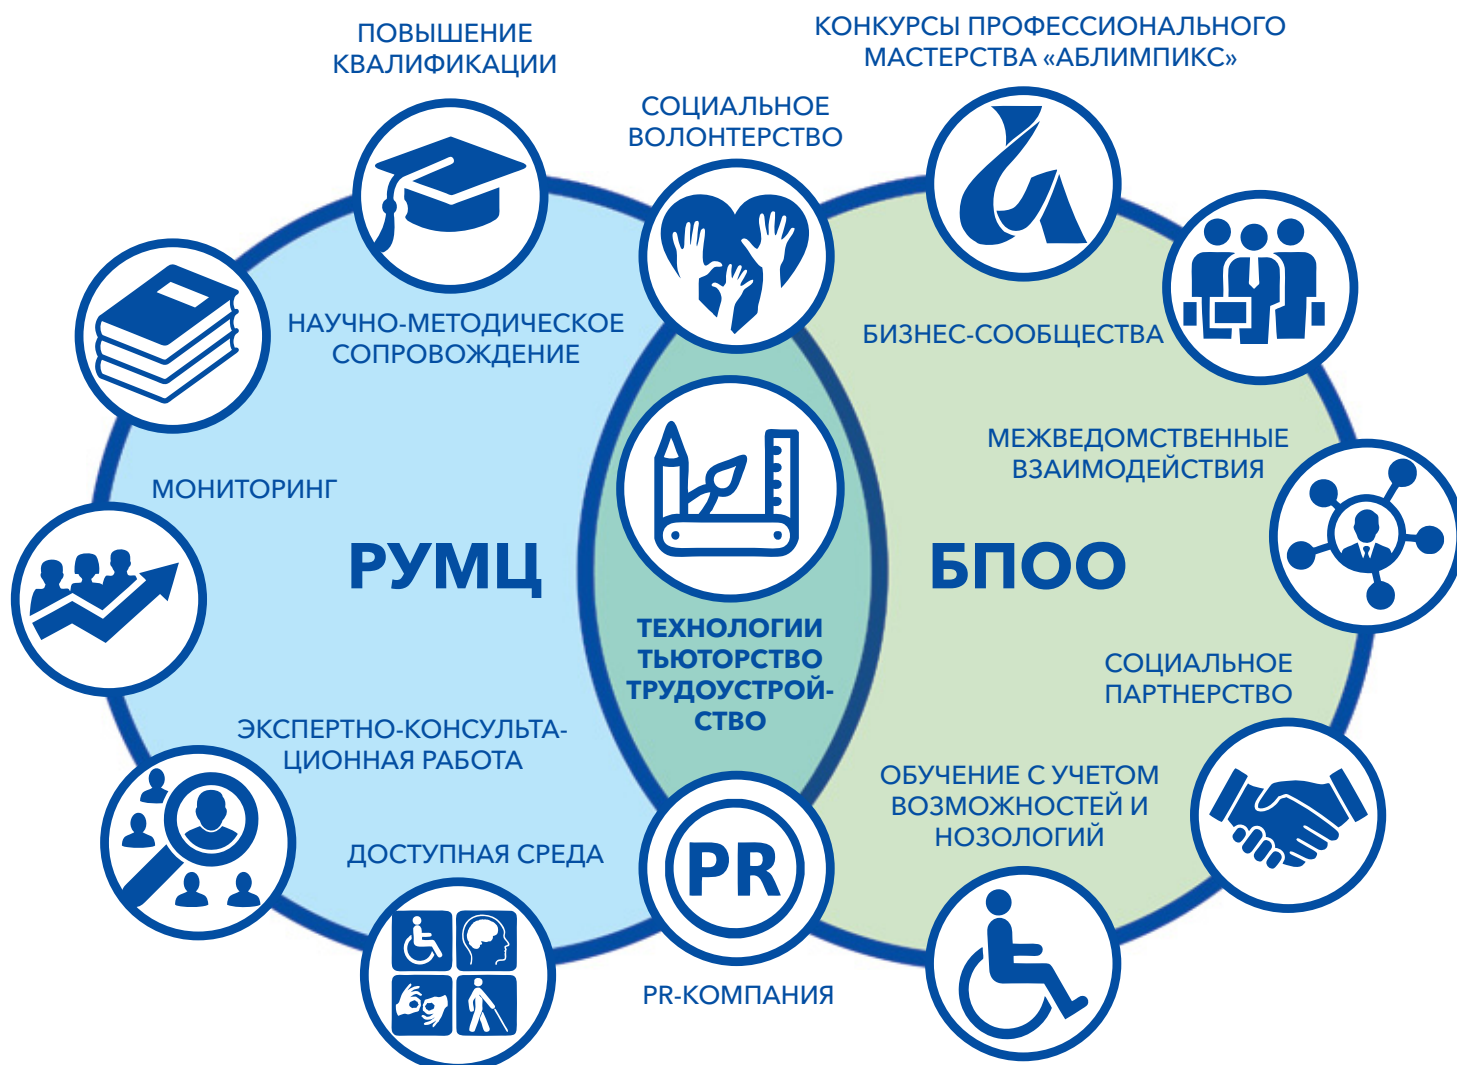 ПОВЫШЕНИЕ
КВАЛИФИКАЦИИ
СОЦИАЛЬНОЕ
ВОЛОНТЕРСТВО
КОНКУРСЫ ПРОФЕССИОНАЛЬНОГО
МАСТЕРСТВА «АБЛИМПИКС»
НАУЧНО-МЕТОДИЧЕСКОЕ
СОПРОВОЖДЕНИЕ
БИЗНЕС-СООБЩЕСТВА
МЕЖВЕДОМСТВЕННЫЕ
ВЗАИМОДЕЙСТВИЯ
МОНИТОРИНГ
РУМЦ
БПОО
ТЕХНОЛОГИИ
ТЬЮТОРСТВО
ТРУДОУСТРОЙ-
СТВО
СОЦИАЛЬНОЕ
ПАРТНЕРСТВО
ЭКСПЕРТНО-КОНСУЛЬТА-
ЦИОННАЯ РАБОТА
ОБУЧЕНИЕ С УЧЕТОМ
ВОЗМОЖНОСТЕЙ И
НОЗОЛОГИЙ
ДОСТУПНАЯ СРЕДА
PR
PR-КОМПАНИЯ